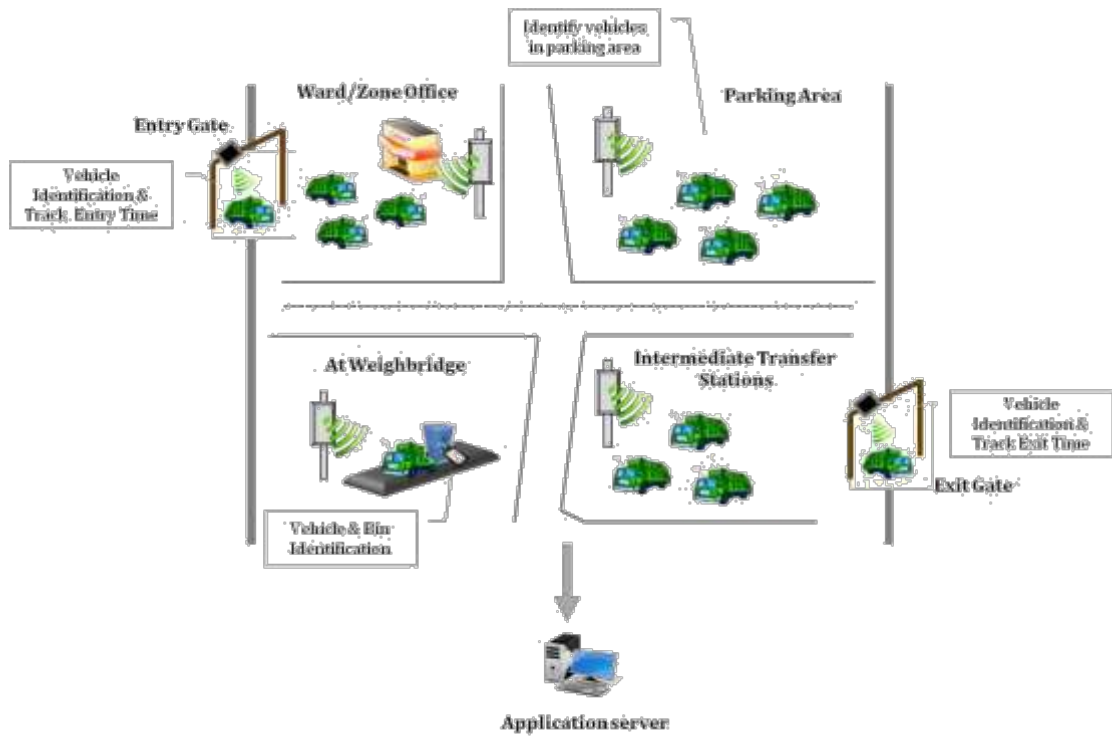 Identify vehicles
in parking area
Ward/Zone Office
Parking Area
Entry Gate
Vehicle
Identification &
Track Entry Time
At Weighbridge
Intermediate Transfer
Stations
Vehicle
Identification &
Track Exit Time
Exit Gate
Vehicle & Bin
Identification
Application server